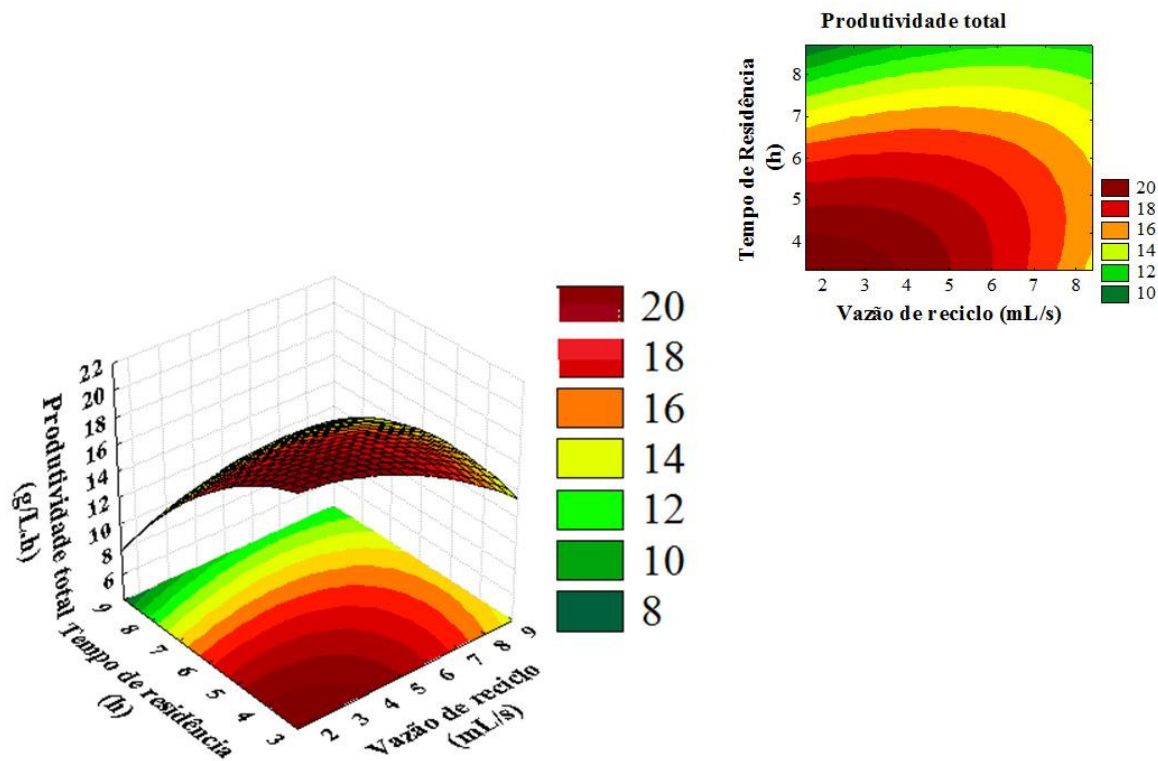 Produtividade total
Tempo de Residência
(h)
8
7
6
5
4
2 3 4 5 6 7 8
Vazão de reciclo (mL/s)
20
18
16
14
12
10
Produtividade total
(g/L.h)
22
20
18
16
14
12
10
8
6
9 8 7 6 5 4 3
Tempo de residência
(h)
2 3 4 5 6 7 8 9
Vazão de reciclo
(mL/s)
20
18
16
14
12
10
8